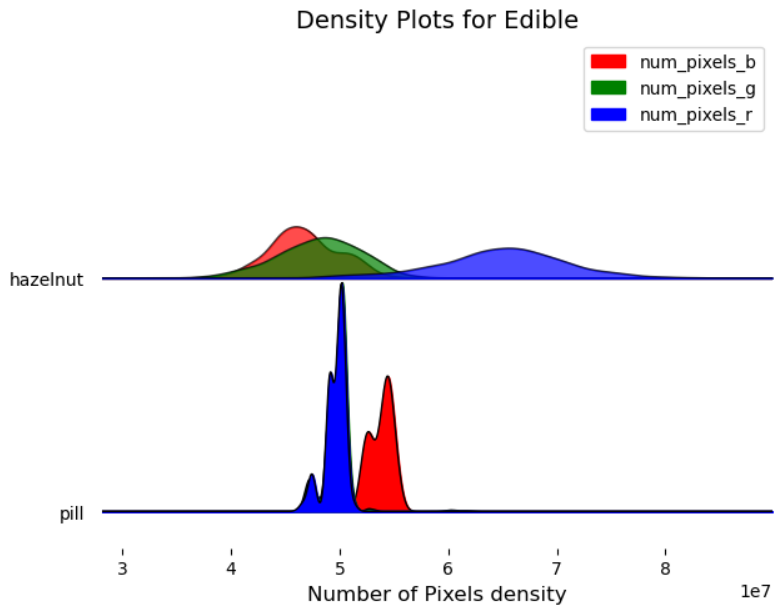 Density Plots for Edible
num_pixels_b
num_pixels_g
num_pixels_r
hazelnut
pill
3 4 5 6 7 8
1e7
Number of Pixels density